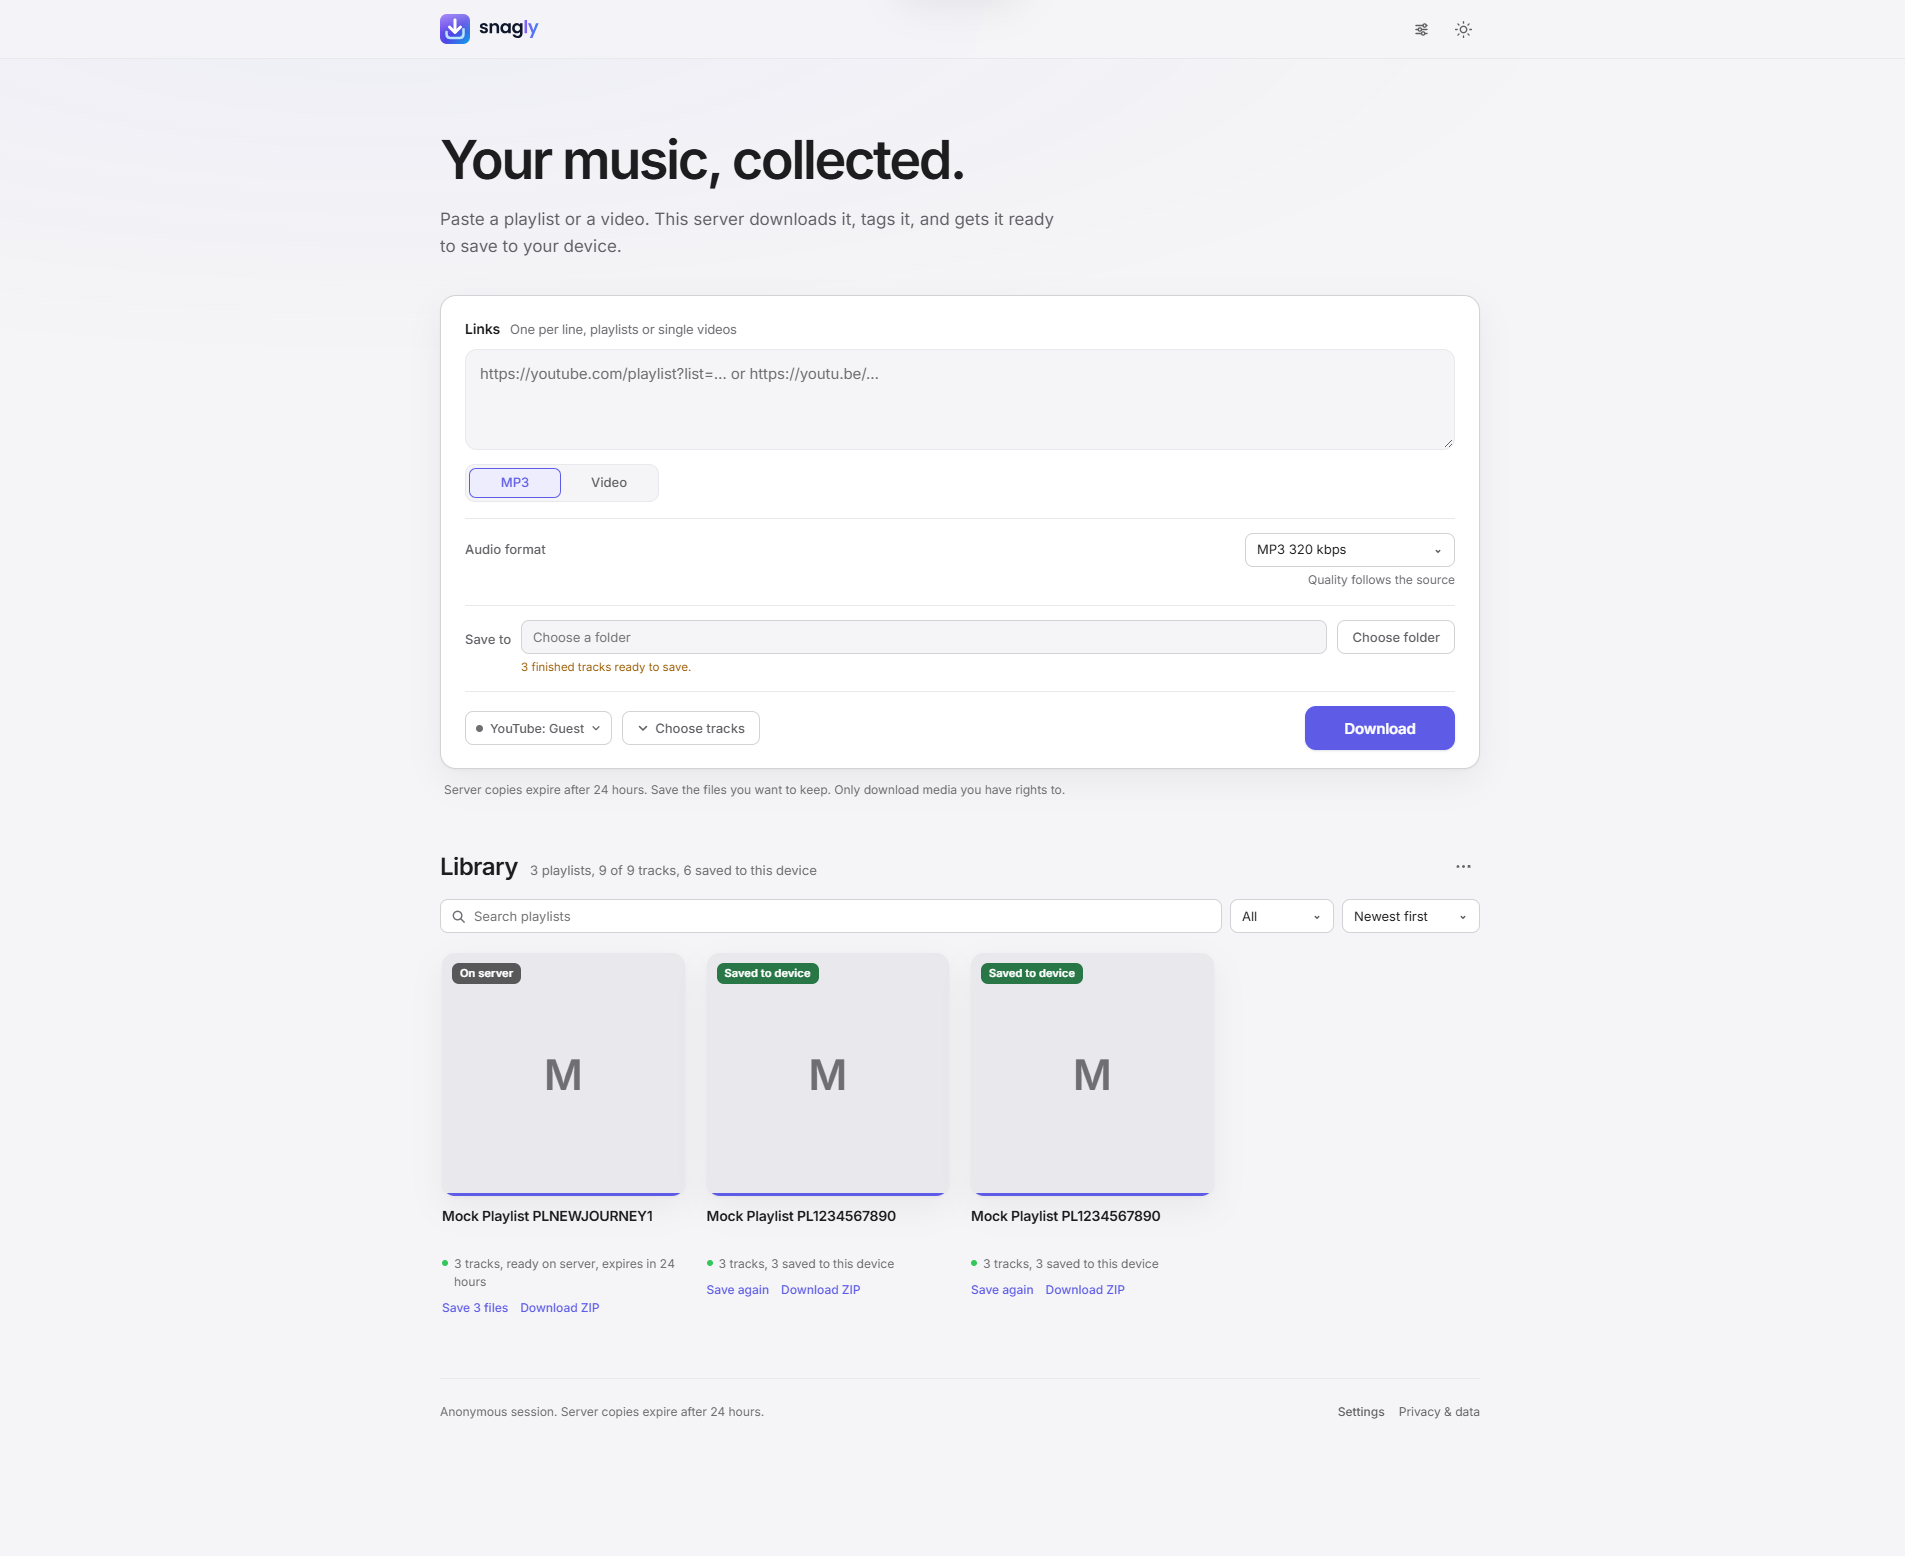 snagly
Your music, collected.
Paste a playlist or a video. This server downloads it, tags it, and gets it ready
to save to your device.
Links One per line, playlists or single videos
https://youtube.com/playlist?list=... or https://youtu.be/...
MP3 Video
Audio format MP3 320 kbps
Quality follows the source
Save to Choose a folder Choose folder
3 finished tracks ready to save.
YouTube: Guest Choose tracks Download
Server copies expire after 24 hours. Save the files you want to keep. Only download media you have rights to.
Library 3 playlists, 9 of 9 tracks, 6 saved to this device
Search playlists All Newest first
On server
M
Mock Playlist PLNEWJOURNEY1
3 tracks, ready on server, expires in 24
hours
Save 3 files Download ZIP
Saved to device
M
Mock Playlist PL1234567890
3 tracks, 3 saved to this device
Save again Download ZIP
Saved to device
M
Mock Playlist PL1234567890
3 tracks, 3 saved to this device
Save again Download ZIP
Anonymous session. Server copies expire after 24 hours. Settings Privacy & data